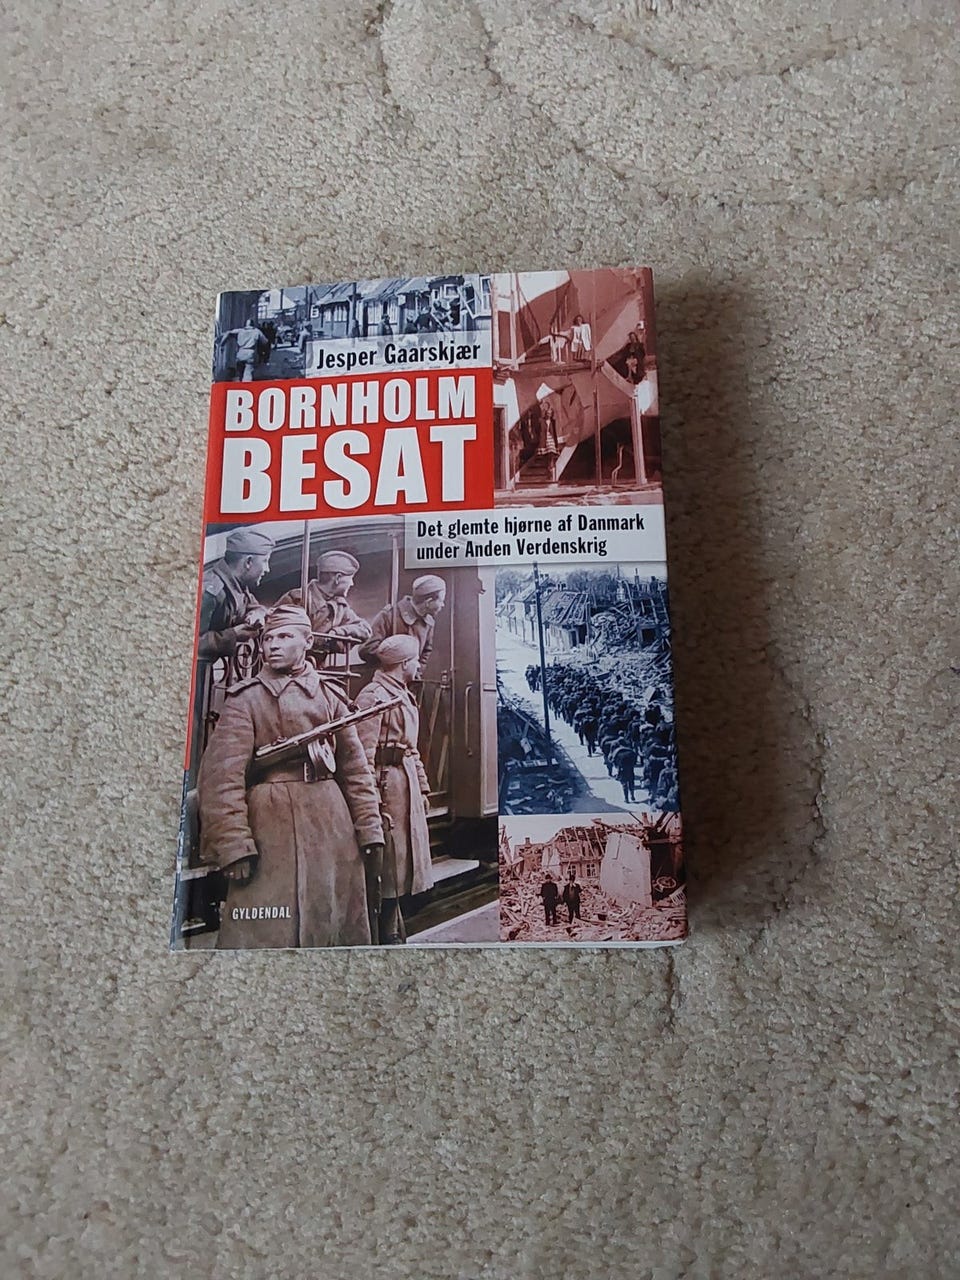 Jesper Gaarskjær
BORNHOLM
BESAT
Det glemte hjørne af Danmark
under Anden Verdenskrig
GYLDENDAL